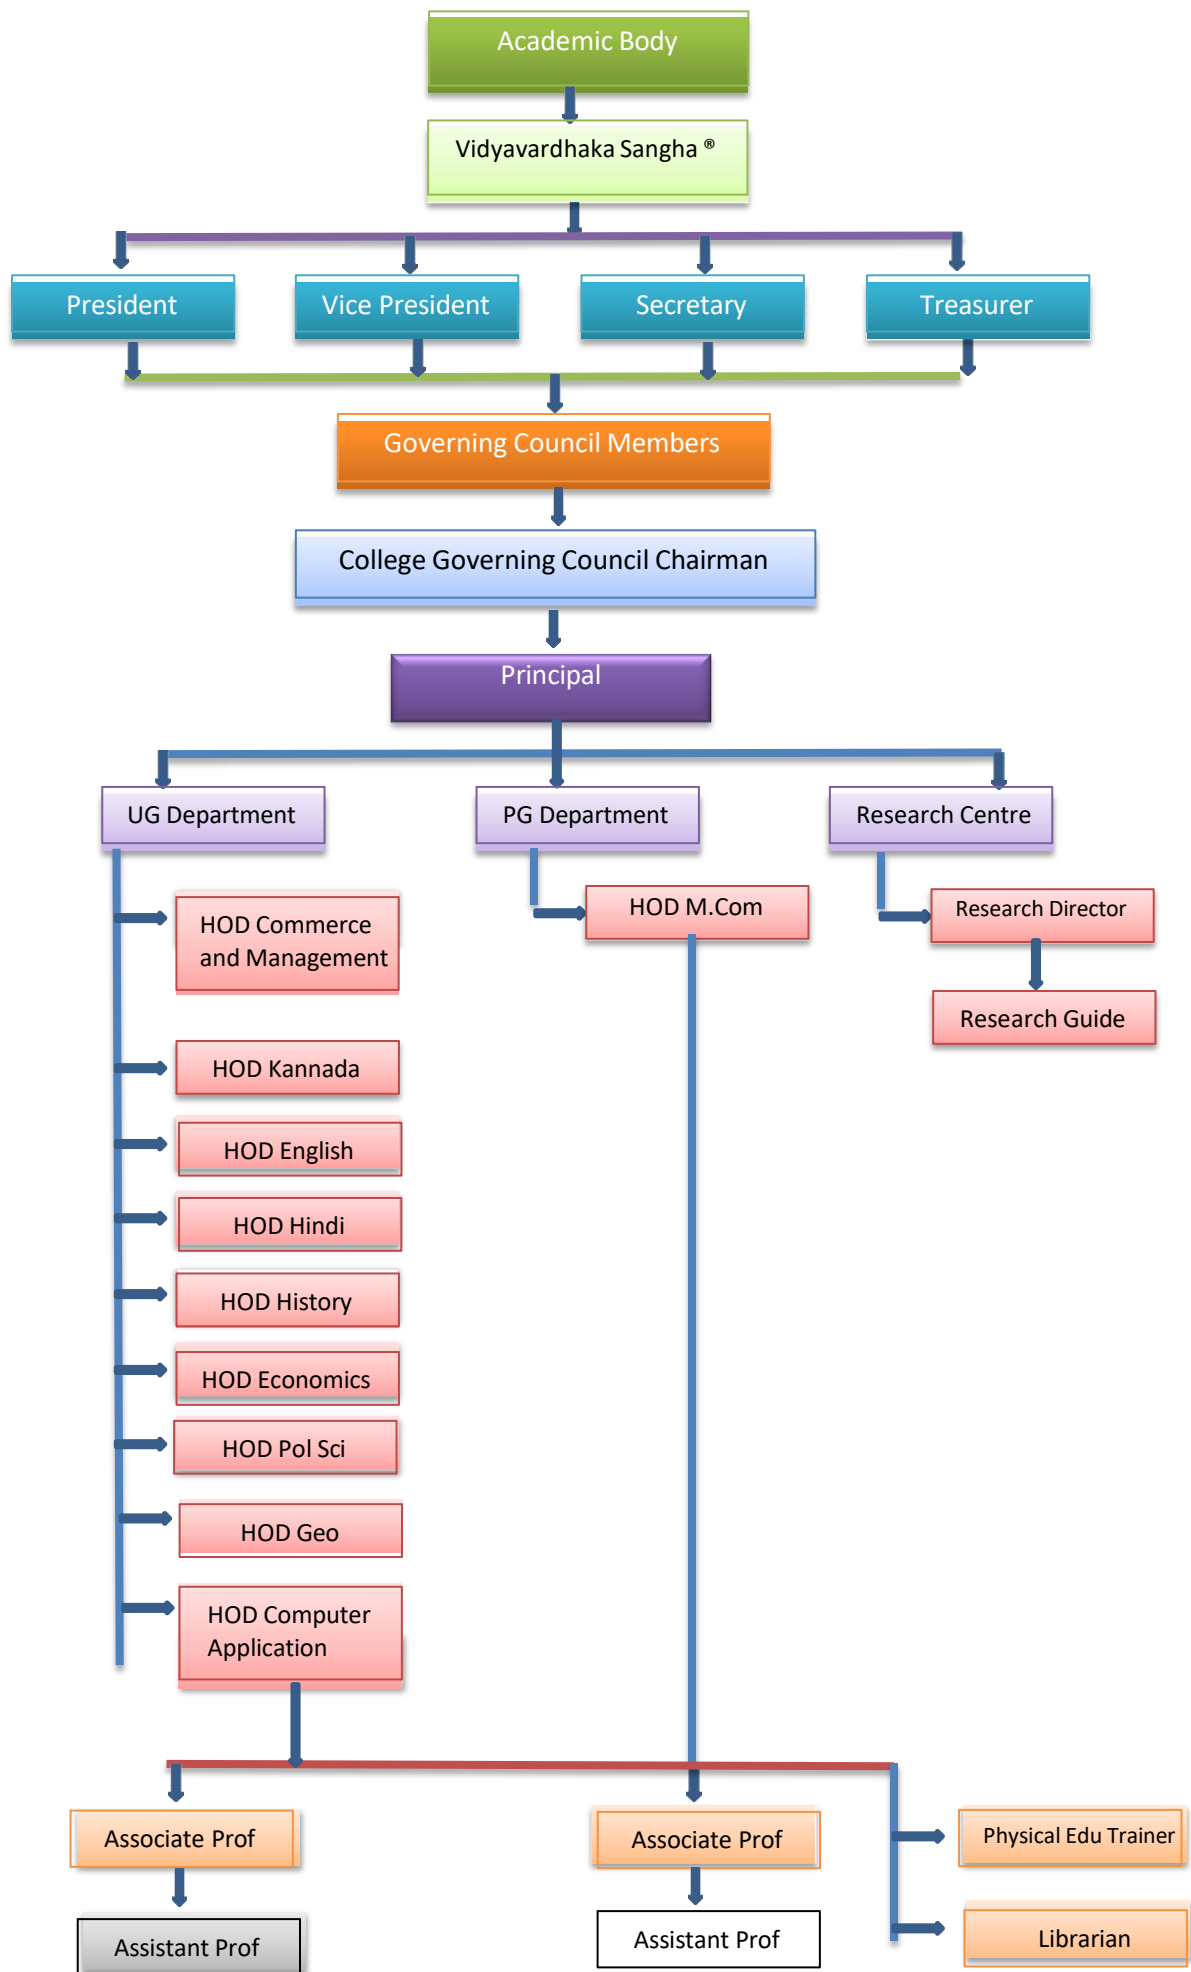 Academic Body
Vidyavardhaka Sangha ®
President
Vice President
Secretary
Treasurer
Governing Council Members
College Governing Council Chairman
Principal
UG Department
PG Department
Research Centre
HOD Commerce
and Management
HOD M.Com
Research Director
Research Guide
HOD Kannada
HOD English
HOD Hindi
HOD History
HOD Economics
HOD Pol Sci
HOD Geo
HOD Computer
Application
Associate Prof
Associate Prof
Physical Edu Trainer
Assistant Prof
Assistant Prof
Librarian